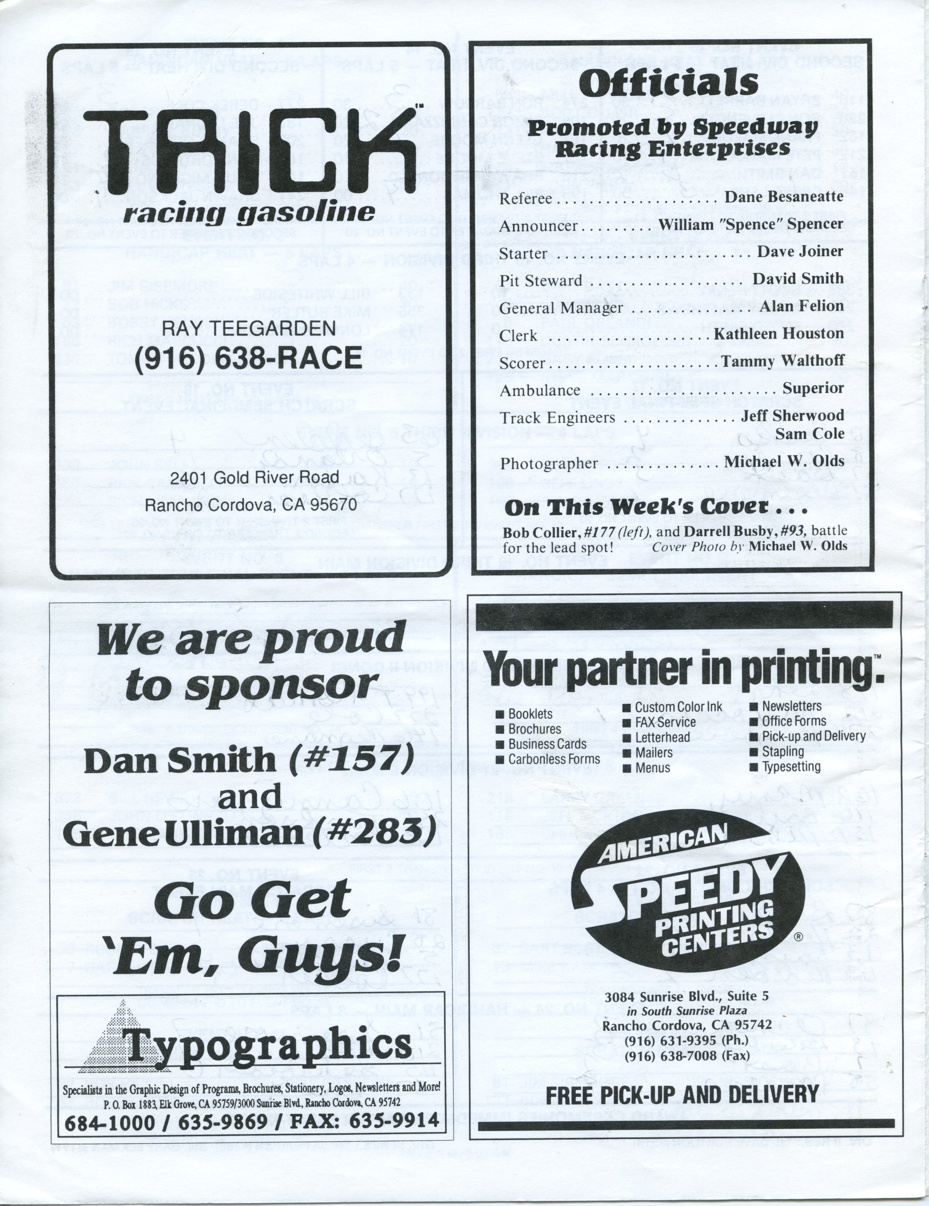 TRICK™
racing gasoline
RAY TEEGARDEN
(916) 638-RACE
2401 Gold River Road
Rancho Cordova, CA 95670
Officials
Promoted by Speedway
Racing Enterprises
Referee . . . . . . . . . . . . . . . . . . . . . . . Dane Besaneatte
Announcer . . . . . . . . . . William "Spence" Spencer
Starter . . . . . . . . . . . . . . . . . . . . . . . . . . . . Dave Joiner
Pit Steward . . . . . . . . . . . . . . . . . . . . . . David Smith
General Manager . . . . . . . . . . . . . . . . . Alan Felion
Clerk . . . . . . . . . . . . . . . . . . . . . . . Kathleen Houston
Scorer . . . . . . . . . . . . . . . . . . . . . . Tammy Walthoff
Ambulance . . . . . . . . . . . . . . . . . . . . . . . . . . Superior
Track Engineers . . . . . . . . . . . . . . . Jeff Sherwood
Sam Cole
Photographer . . . . . . . . . . . . . . . . Michael W. Olds
On This Week's Cover . . .
Bob Collier, #177 (left), and Darrell Busby, #93, battle
for the lead spot! Cover Photo by Michael W. Olds
We are proud
to sponsor
Dan Smith (#157)
and
Gene Ulliman (#283)
Go Get
'Em, Guys!
Typographics
Specialists in the Graphic Design of Programs, Brochures, Stationery, Logos, Newsletters and More!
P. O. Box 1883, Elk Grove, CA 95759/3000 Sunrise Blvd., Rancho Cordova, CA 95742
684-1000 / 635-9869 / FAX: 635-9914
Your partner in printing.™
■ Booklets
■ Brochures
■ Business Cards
■ Carbonless Forms
■ Custom Color Ink
■ FAX Service
■ Letterhead
■ Mailers
■ Menus
■ Newsletters
■ Office Forms
■ Pick-up and Delivery
■ Stapling
■ Typesetting
AMERICAN
SPEEDY
PRINTING
CENTERS®
3084 Sunrise Blvd., Suite 5
in South Sunrise Plaza
Rancho Cordova, CA 95742
(916) 631-9395 (Ph.)
(916) 638-7008 (Fax)
FREE PICK-UP AND DELIVERY